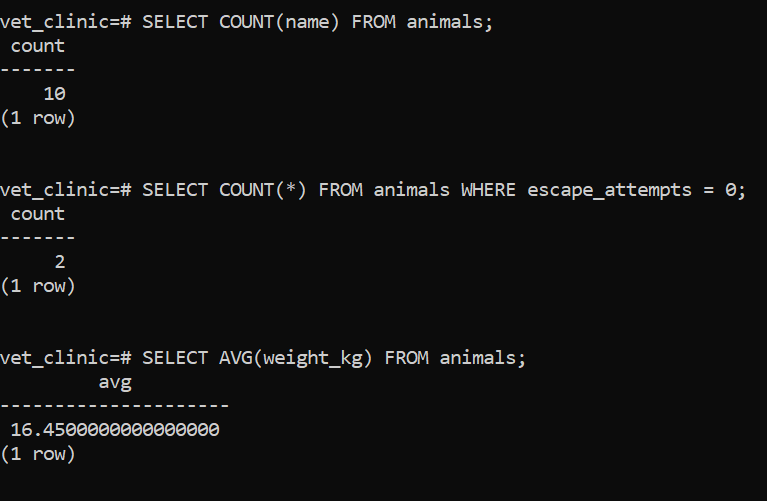 vet_clinic=# SELECT COUNT(name) FROM animals;
 count
-------
    10
(1 row)

vet_clinic=# SELECT COUNT(*) FROM animals WHERE escape_attempts = 0;
 count
-------
     2
(1 row)

vet_clinic=# SELECT AVG(weight_kg) FROM animals;
         avg
---------------------
 16.4500000000000000
(1 row)